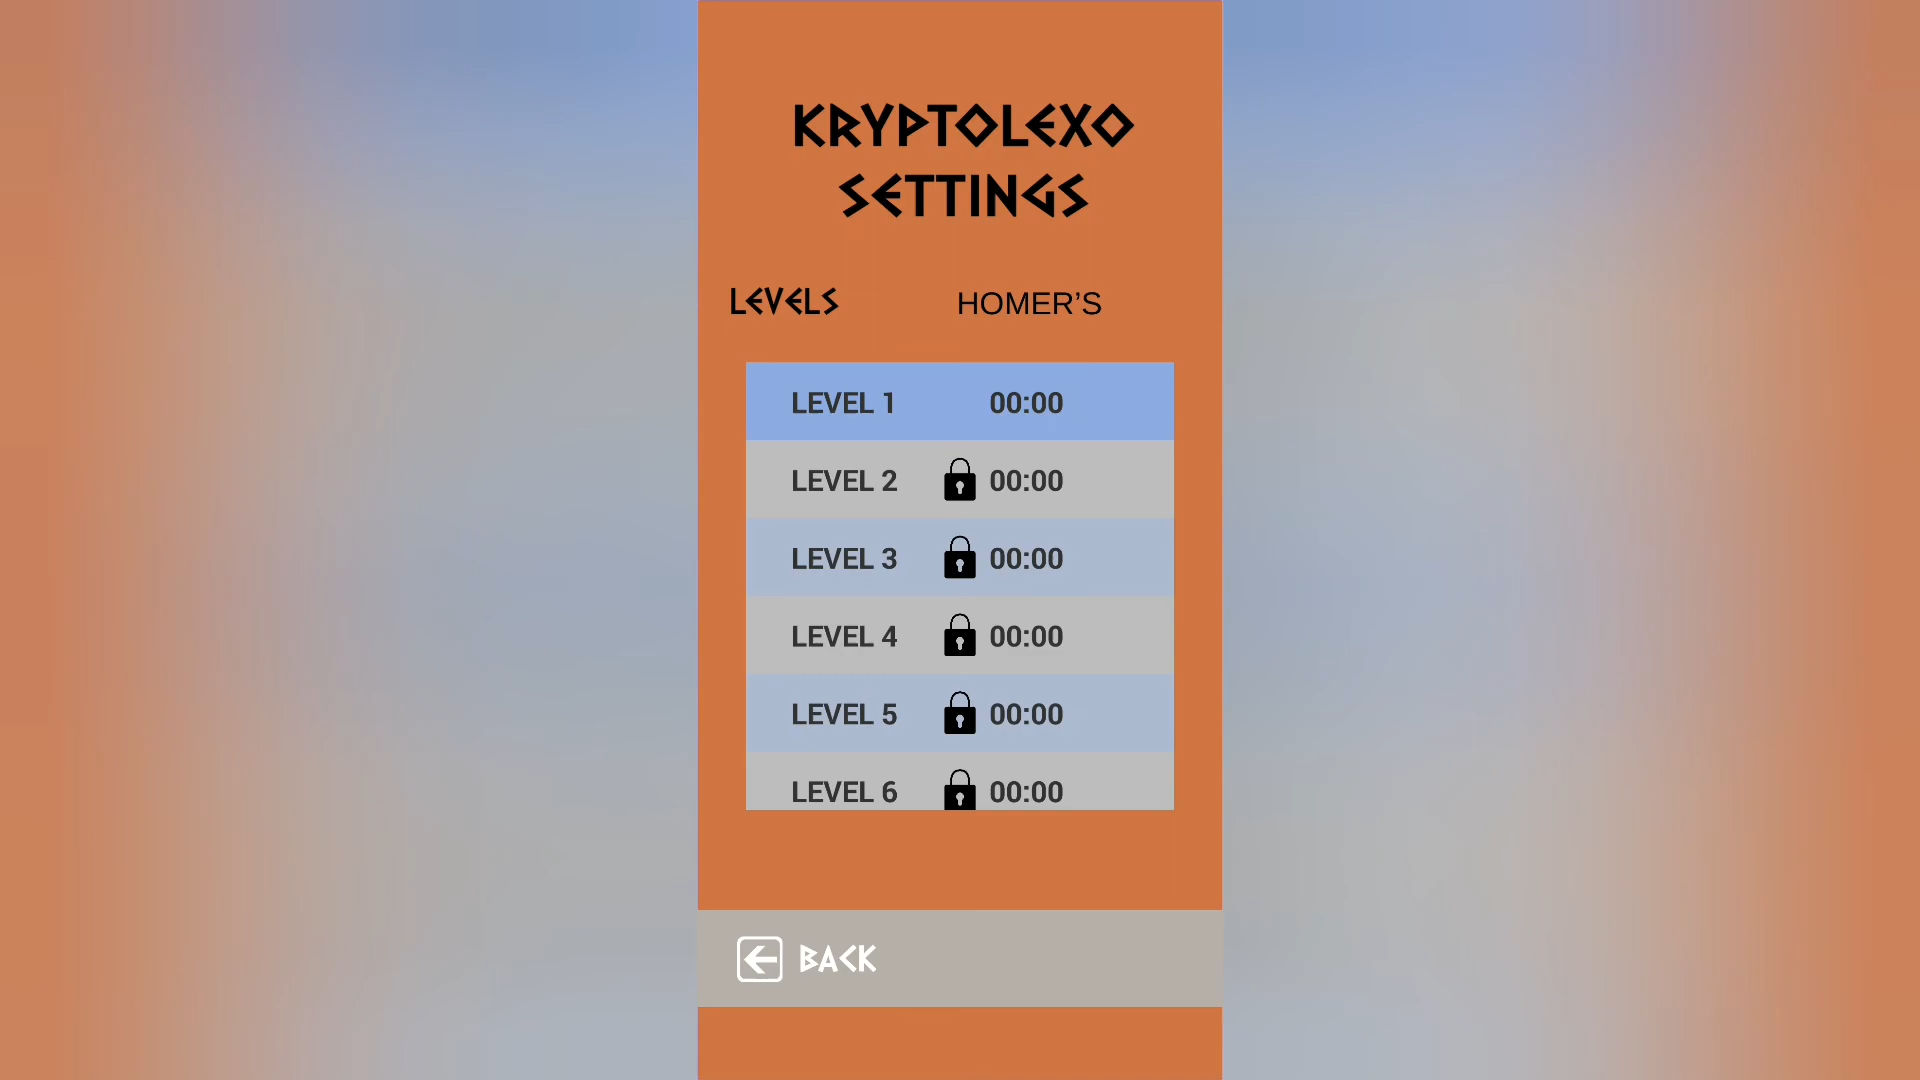 KRYPTOLEXO
SETTINGS
LEVELS HOMER’S
LEVEL 1 00:00
LEVEL 2 00:00
LEVEL 3 00:00
LEVEL 4 00:00
LEVEL 5 00:00
LEVEL 6 00:00
BACK